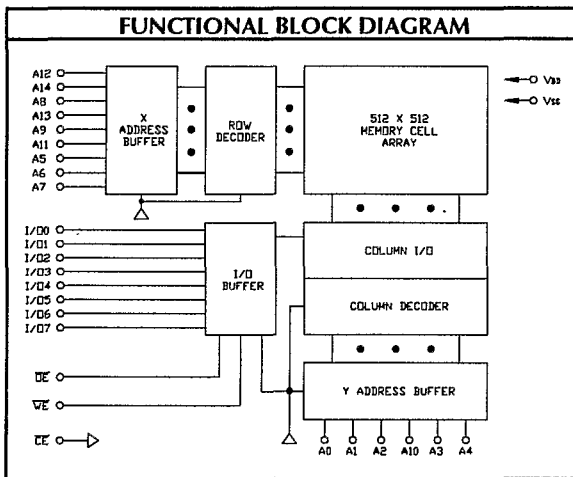 FUNCTIONAL BLOCK DIAGRAM
A12
A14
A8
A13
A9
A11
A5
A6
A7
X
ADDRESS
BUFFER
ROW
DECODER
512 X 512
MEMORY CELL
ARRAY
VDD
VSS
I/O0
I/O1
I/O2
I/O3
I/O4
I/O5
I/O6
I/O7
I/O
BUFFER
COLUMN I/O
COLUMN DECODER
Y ADDRESS BUFFER
OE
WE
CE
A0 A1 A2 A10 A3 A4